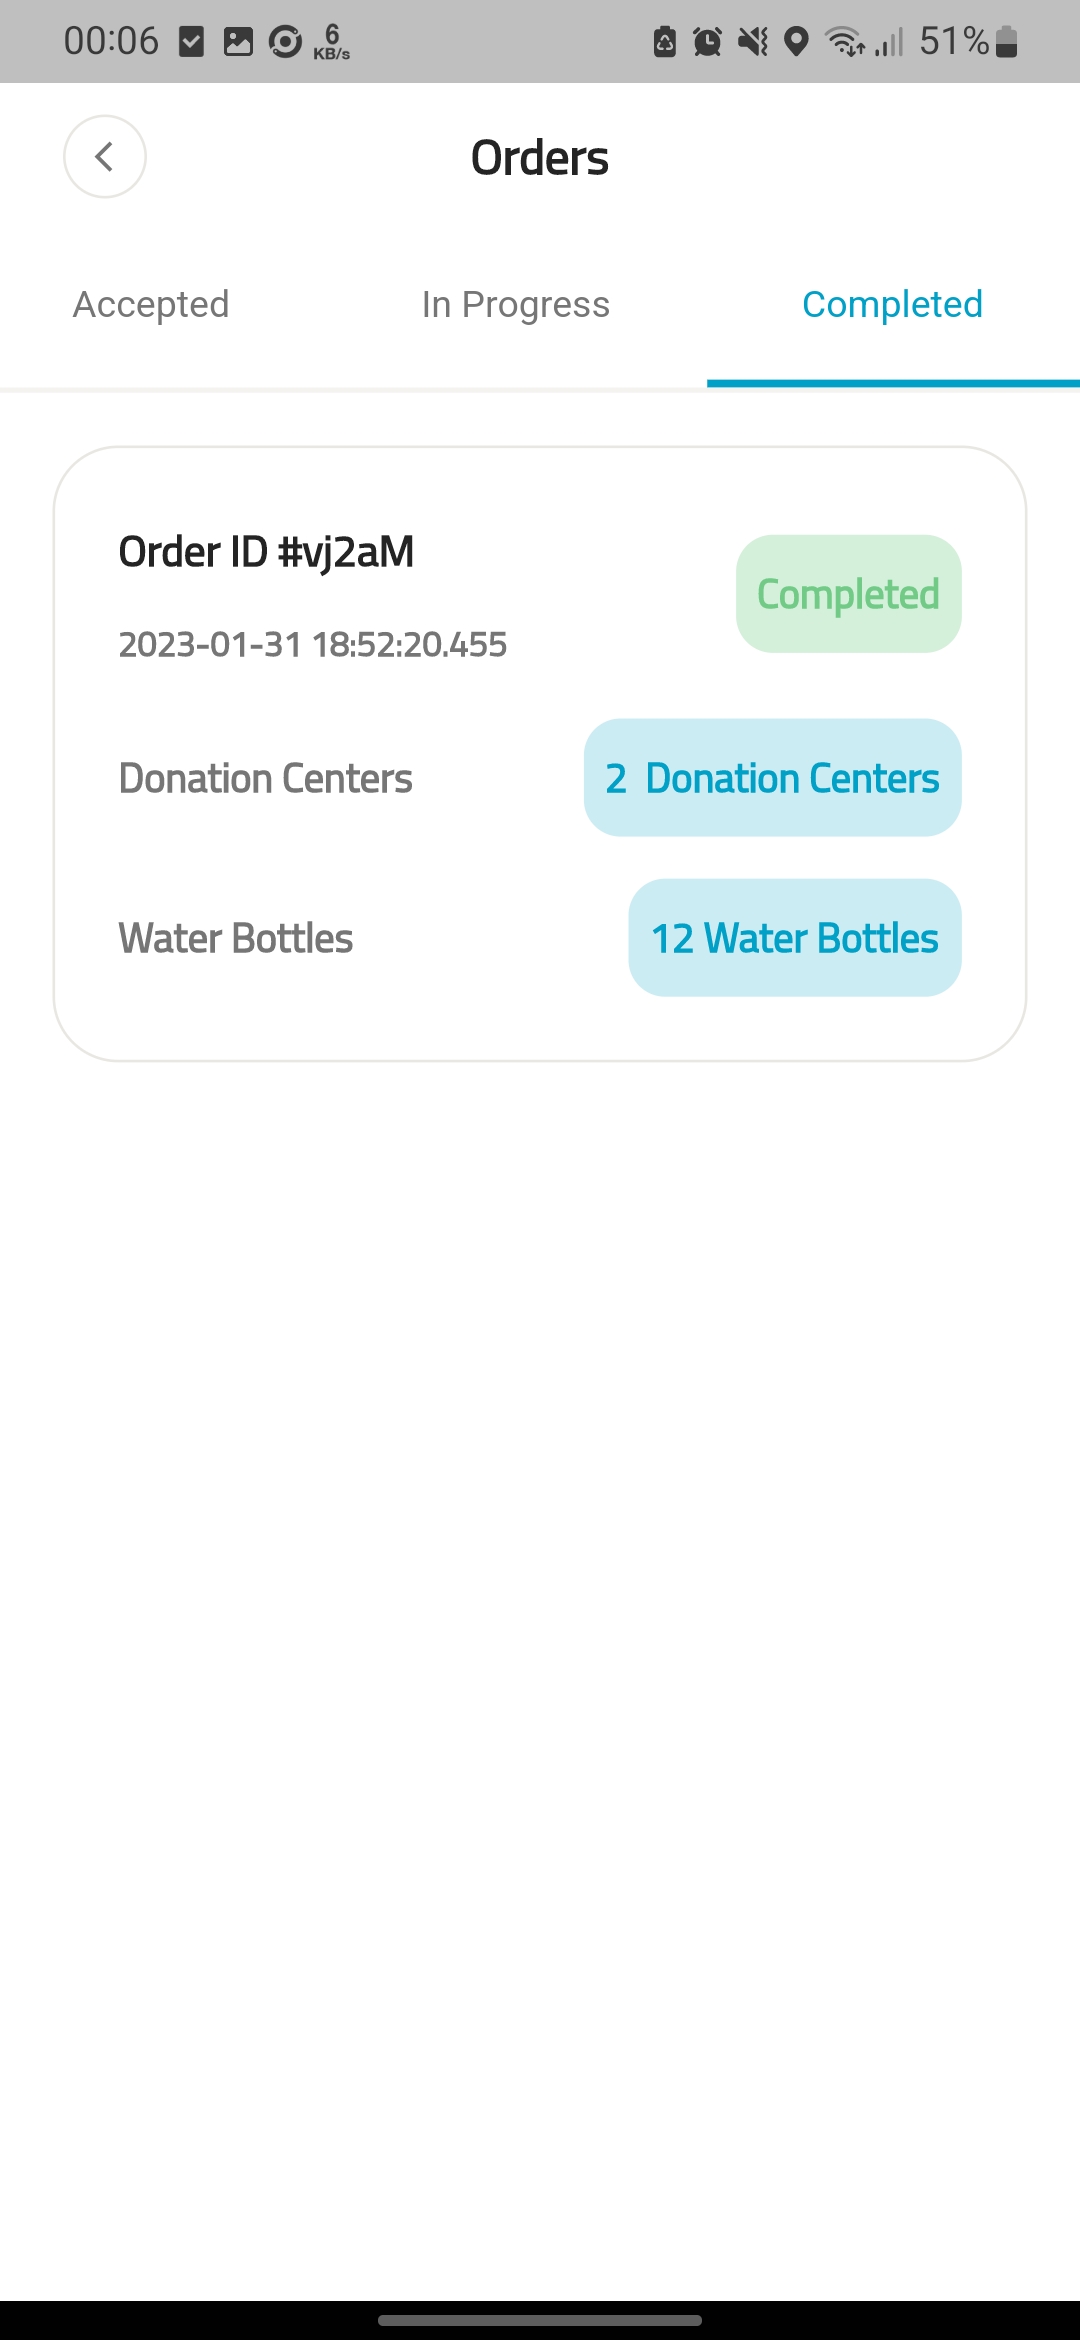 00:06 6 KB/s 51%
Orders
Accepted In Progress Completed
Order ID #vj2aM
Completed
2023-01-31 18:52:20.455
Donation Centers 2 Donation Centers
Water Bottles 12 Water Bottles